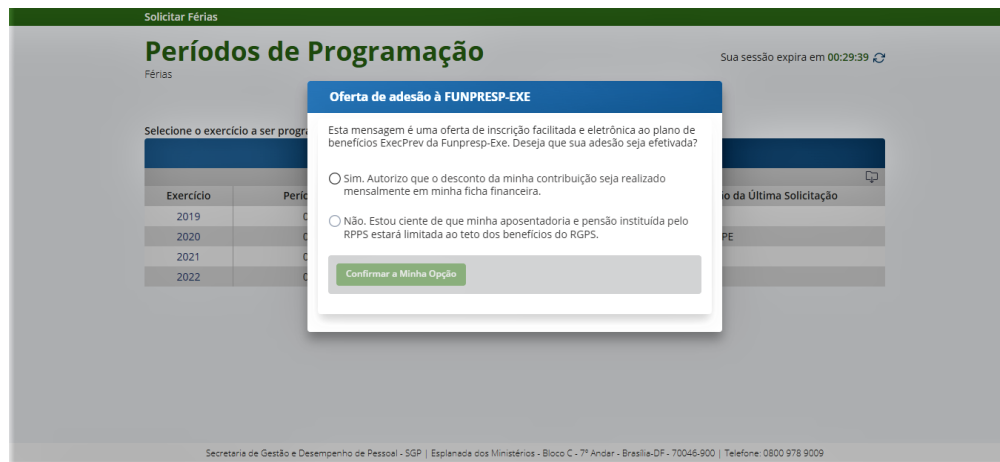 Solicitar Férias
Períodos de Programação
Férias
Sua sessão expira em 00:29:39
Oferta de adesão à FUNPRESP-EXE
Selecione o exercício a ser progra
Esta mensagem é uma oferta de inscrição facilitada e eletrônica ao plano de
benefícios ExecPrev da Funpresp-Exe. Deseja que sua adesão seja efetivada?
Sim. Autorizo que o desconto da minha contribuição seja realizado
mensalmente em minha ficha financeira.
Exercício Períc o da Última Solicitação
2019 0
2020 0 PE
2021 0
2022 0
Não. Estou ciente de que minha aposentadoria e pensão instituída pelo
RPPS estará limitada ao teto dos benefícios do RGPS.
Confirmar a Minha Opção
Secretaria de Gestão e Desempenho de Pessoal - SGP | Esplanada dos Ministérios - Bloco C - 7º Andar - Brasília-DF - 70046-900 | Telefone: 0800 978 9009